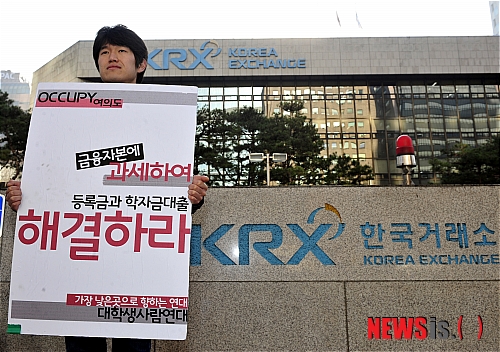 KRX KOREA
EXCHANGE
OCCUPY여의도
금융자본에
과세하여
등록금과 학자금대출
해결하라
가장 낮은곳으로 향하는 연대
대학생사람연대
KRX 한국거래소
KOREA EXCHANGE
NEWSis.( )